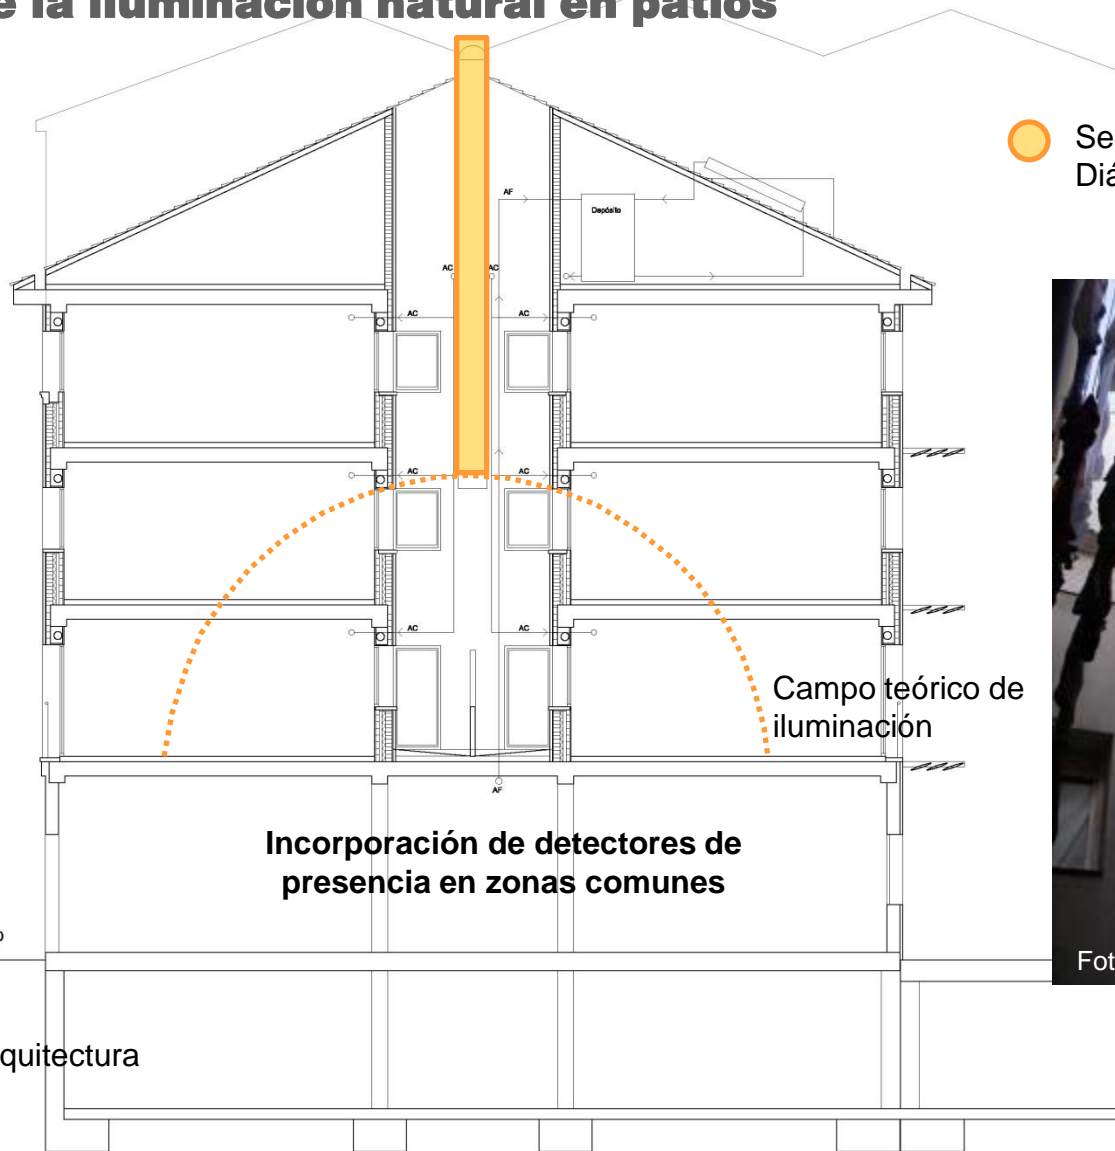 e la iluminación natural en patios
Se
Diá
AF
Depósito
AC
AC
AC
AC
AC
AC
AC
AC
Campo teórico de
iluminación
AF
Incorporación de detectores de
presencia en zonas comunes
o
Fot
quitectura